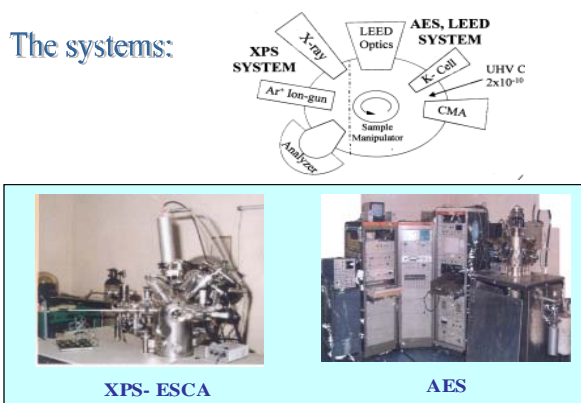 The systems:
XPS
SYSTEM
X-ray
LEED
Optics
AES, LEED
SYSTEM
K- Cell
UHV C
2x10⁻¹⁰
Ar⁺ Ion-gun
CMA
Sample
Manipulator
Analyzer
XPS- ESCA
AES